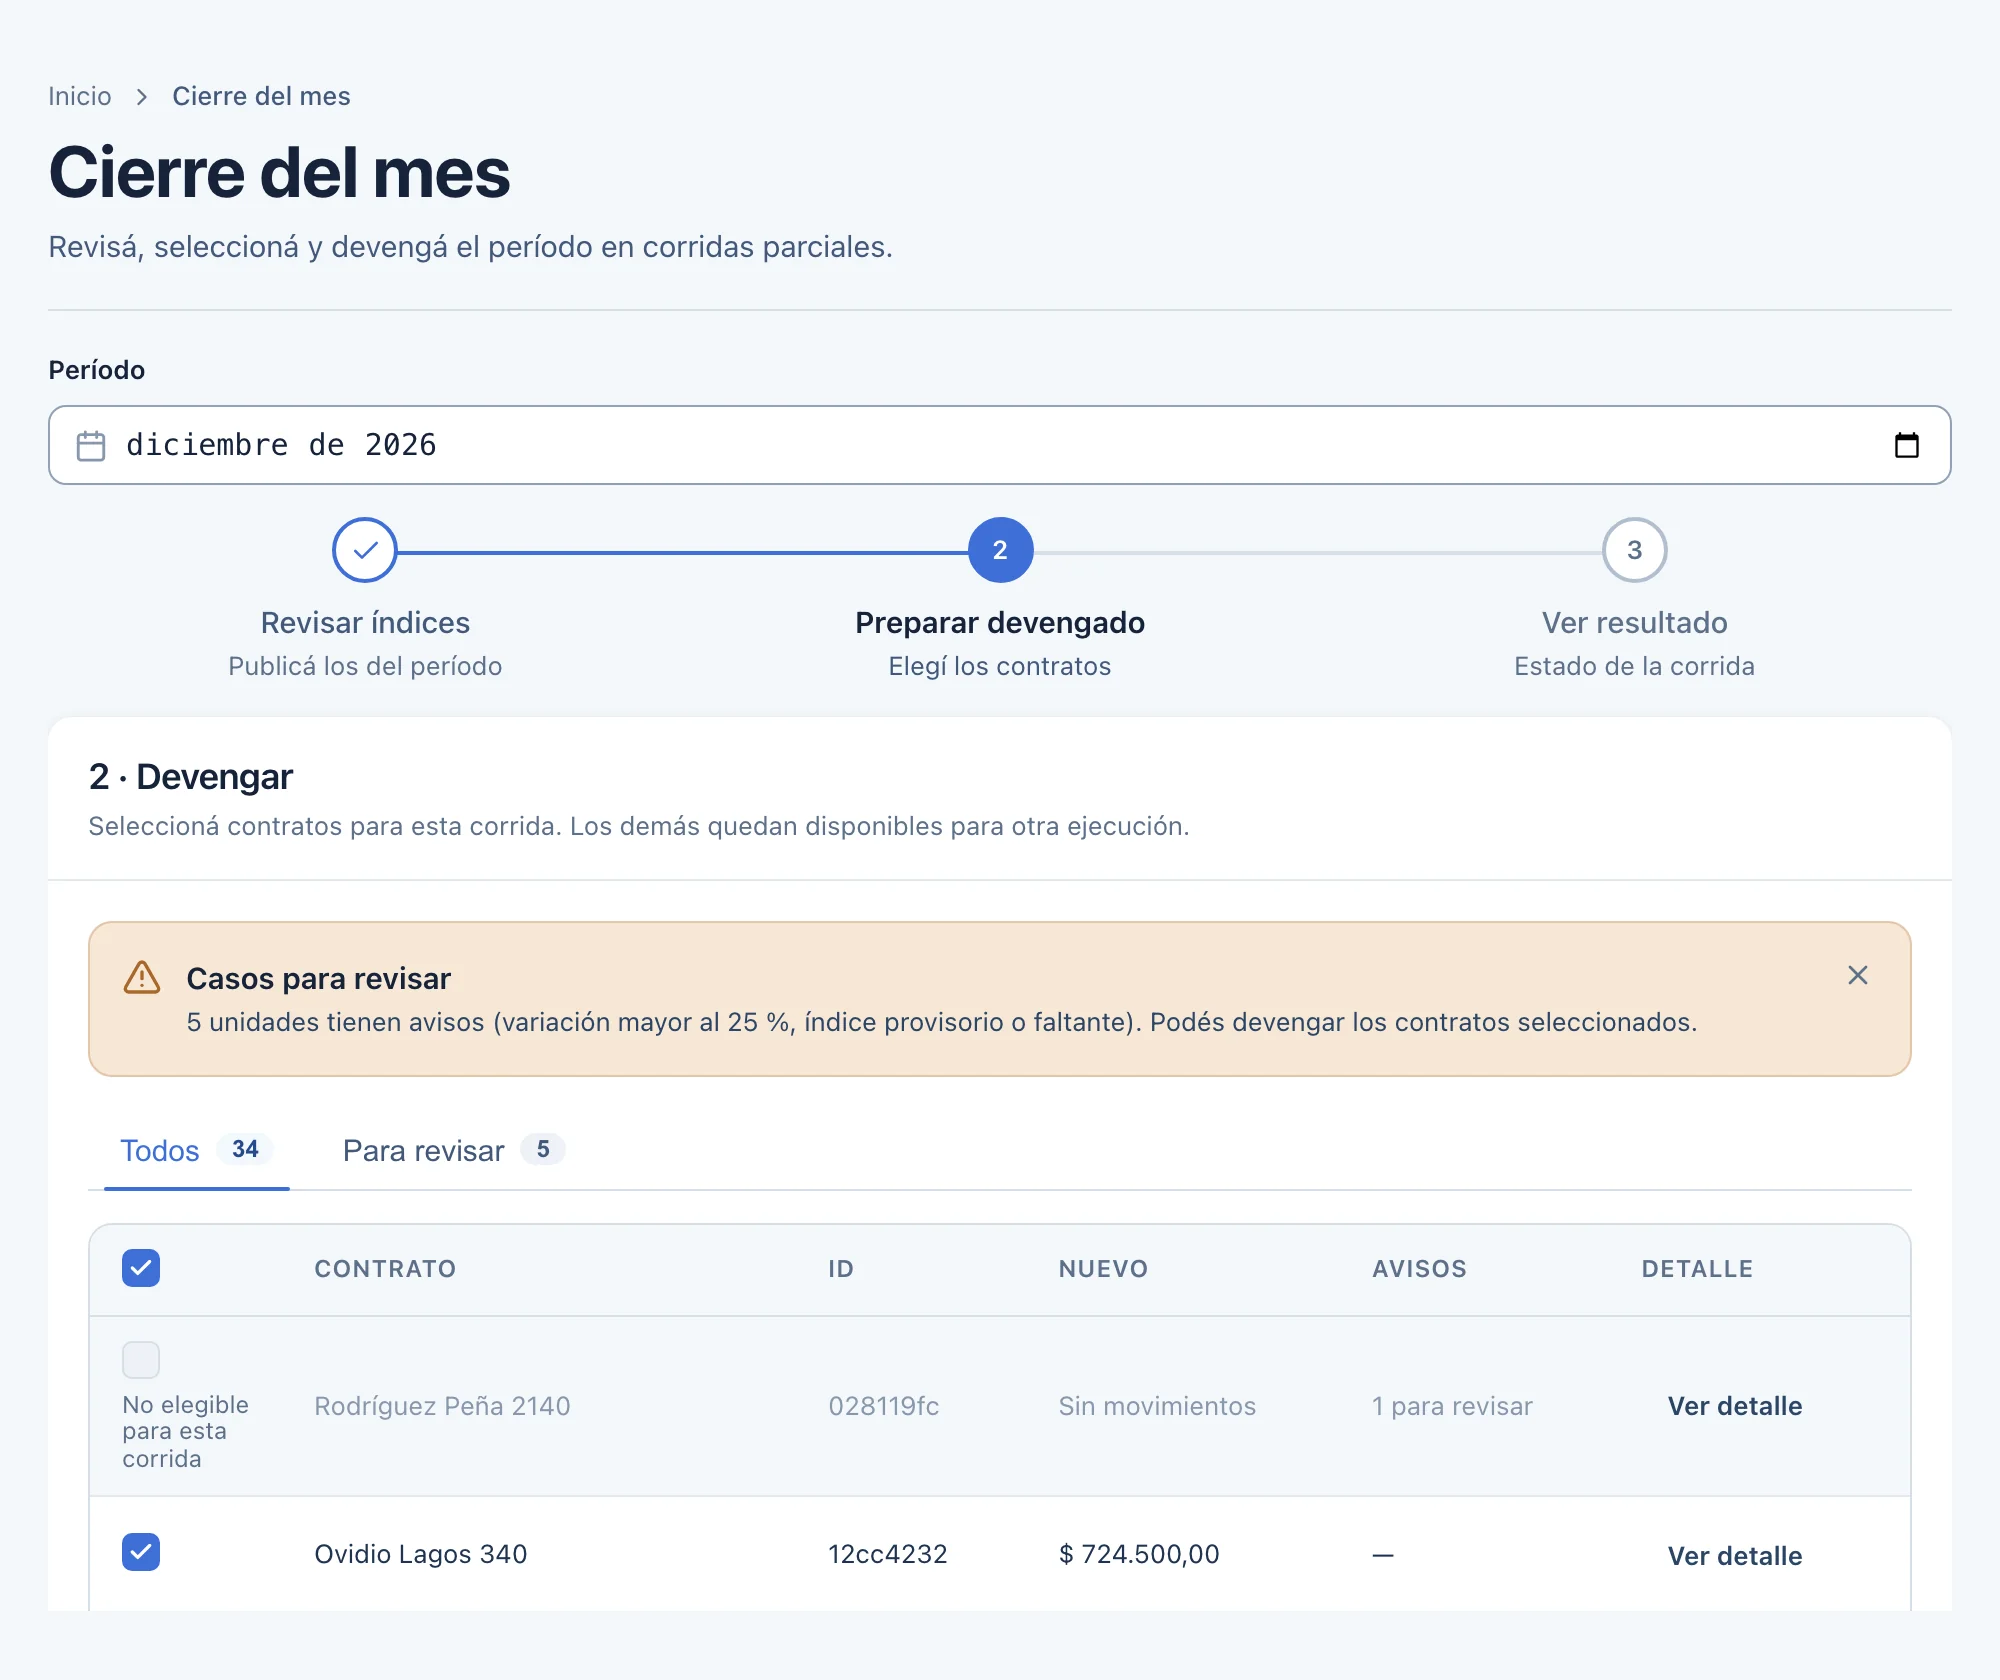 Inicio > Cierre del mes
Cierre del mes
Revisá, seleccioná y devengá el período en corridas parciales.
Período
diciembre de 2026
2
3
Revisar índices
Preparar devengado
Ver resultado
Publicá los del período
Elegí los contratos
Estado de la corrida
2 · Devengar
Seleccioná contratos para esta corrida. Los demás quedan disponibles para otra ejecución.
Casos para revisar
5 unidades tienen avisos (variación mayor al 25 %, índice provisorio o faltante). Podés devengar los contratos seleccionados.
Todos 34 Para revisar 5
CONTRATO ID NUEVO AVISOS DETALLE
No elegible
para esta
corrida
Rodríguez Peña 2140 028119fc Sin movimientos 1 para revisar Ver detalle
Ovidio Lagos 340 12cc4232 $ 724.500,00 — Ver detalle